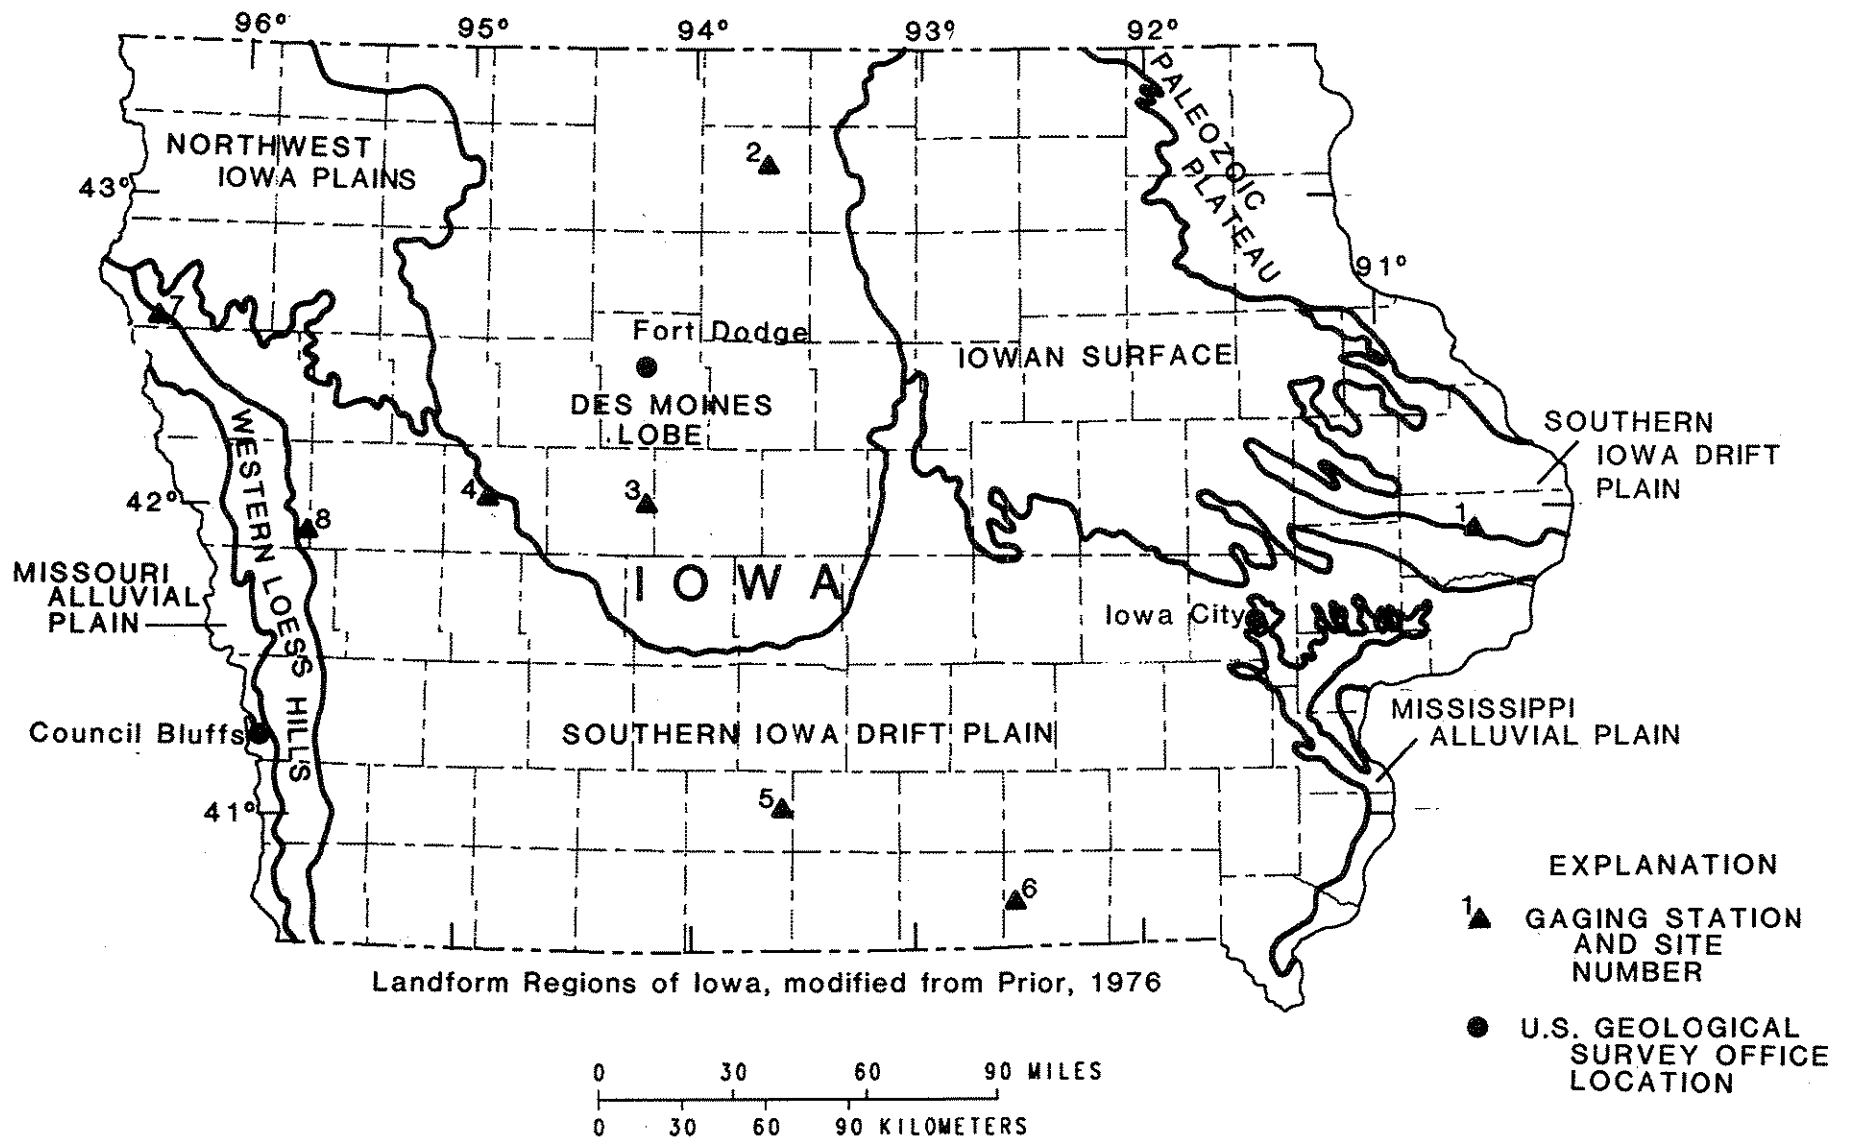 96° 95° 94° 93° 92°
PALEOZOIC
PLATEAU
NORTHWEST
IOWA PLAINS
2
43°
91°
7
Fort Dodge
IOWAN SURFACE
DES MOINES
LOBE
SOUTHERN
IOWA DRIFT
PLAIN
WESTERN LOESS HILLS
42°
4
3
8
1
MISSOURI
ALLUVIAL
PLAIN
IOWA
Iowa City
Council Bluffs
SOUTHERN IOWA DRIFT PLAIN
MISSISSIPPI
ALLUVIAL PLAIN
41°
5
6
EXPLANATION
1
GAGING STATION
AND SITE
NUMBER
Landform Regions of Iowa, modified from Prior, 1976
U.S. GEOLOGICAL
SURVEY OFFICE
LOCATION
0 30 60 90 MILES
0 30 60 90 KILOMETERS